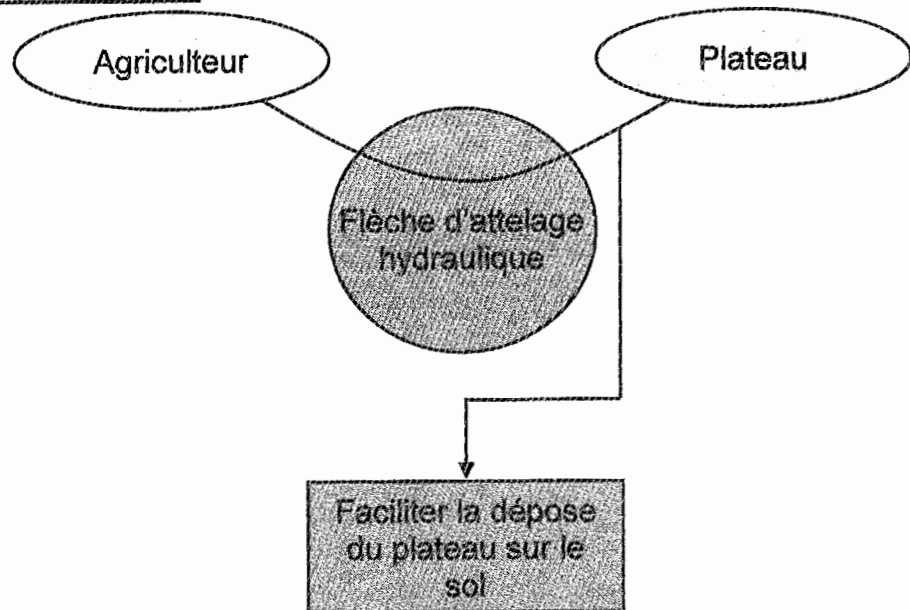 Agriculteur
Plateau
Flèche d'attelage
hydraulique
Faciliter la dépose
du plateau sur le
sol